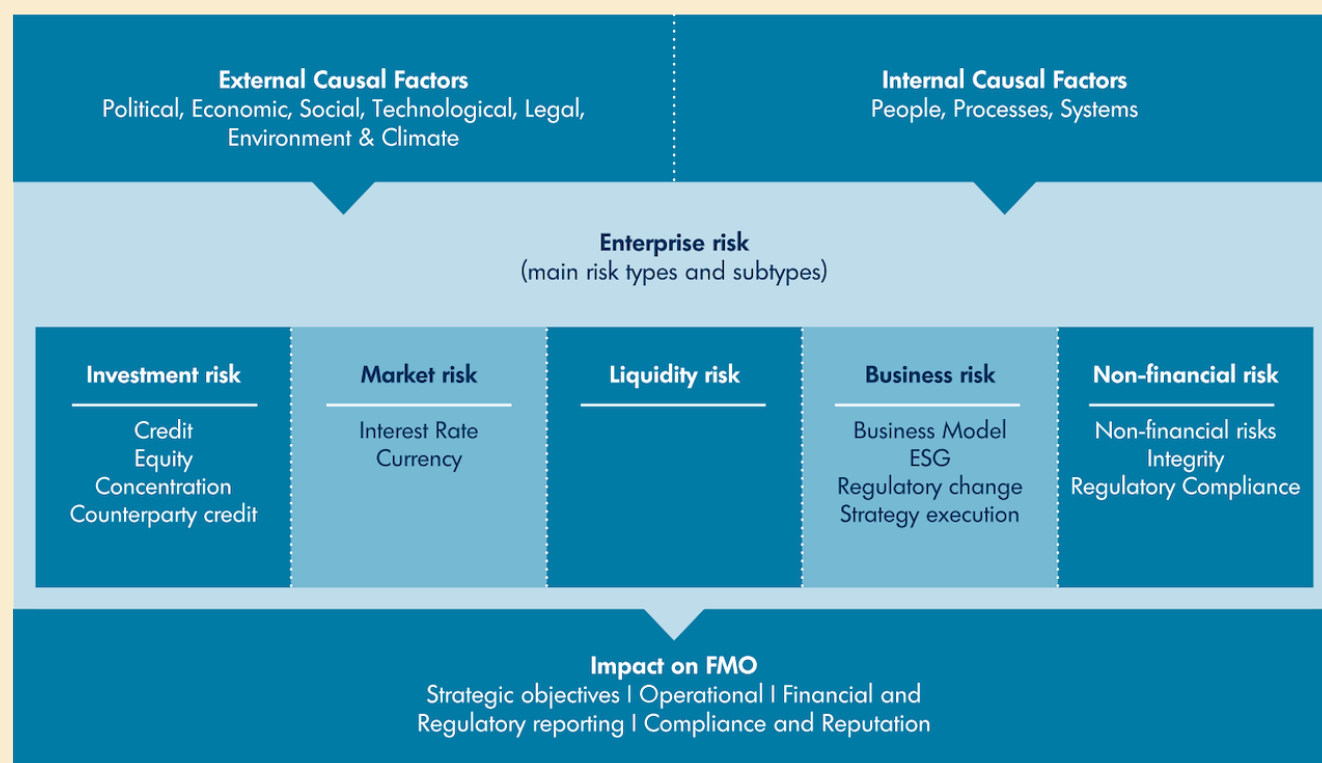 External Causal Factors
Political, Economic, Social, Technological, Legal,
Environment & Climate
Internal Causal Factors
People, Processes, Systems
Enterprise risk
(main risk types and subtypes)
Investment risk
Credit
Equity
Concentration
Counterparty credit
Market risk
Interest Rate
Currency
Liquidity risk
Business risk
Business Model
ESG
Regulatory change
Strategy execution
Non-financial risk
Non-financial risks
Integrity
Regulatory Compliance
Impact on FMO
Strategic objectives I Operational I Financial and
Regulatory reporting I Compliance and Reputation